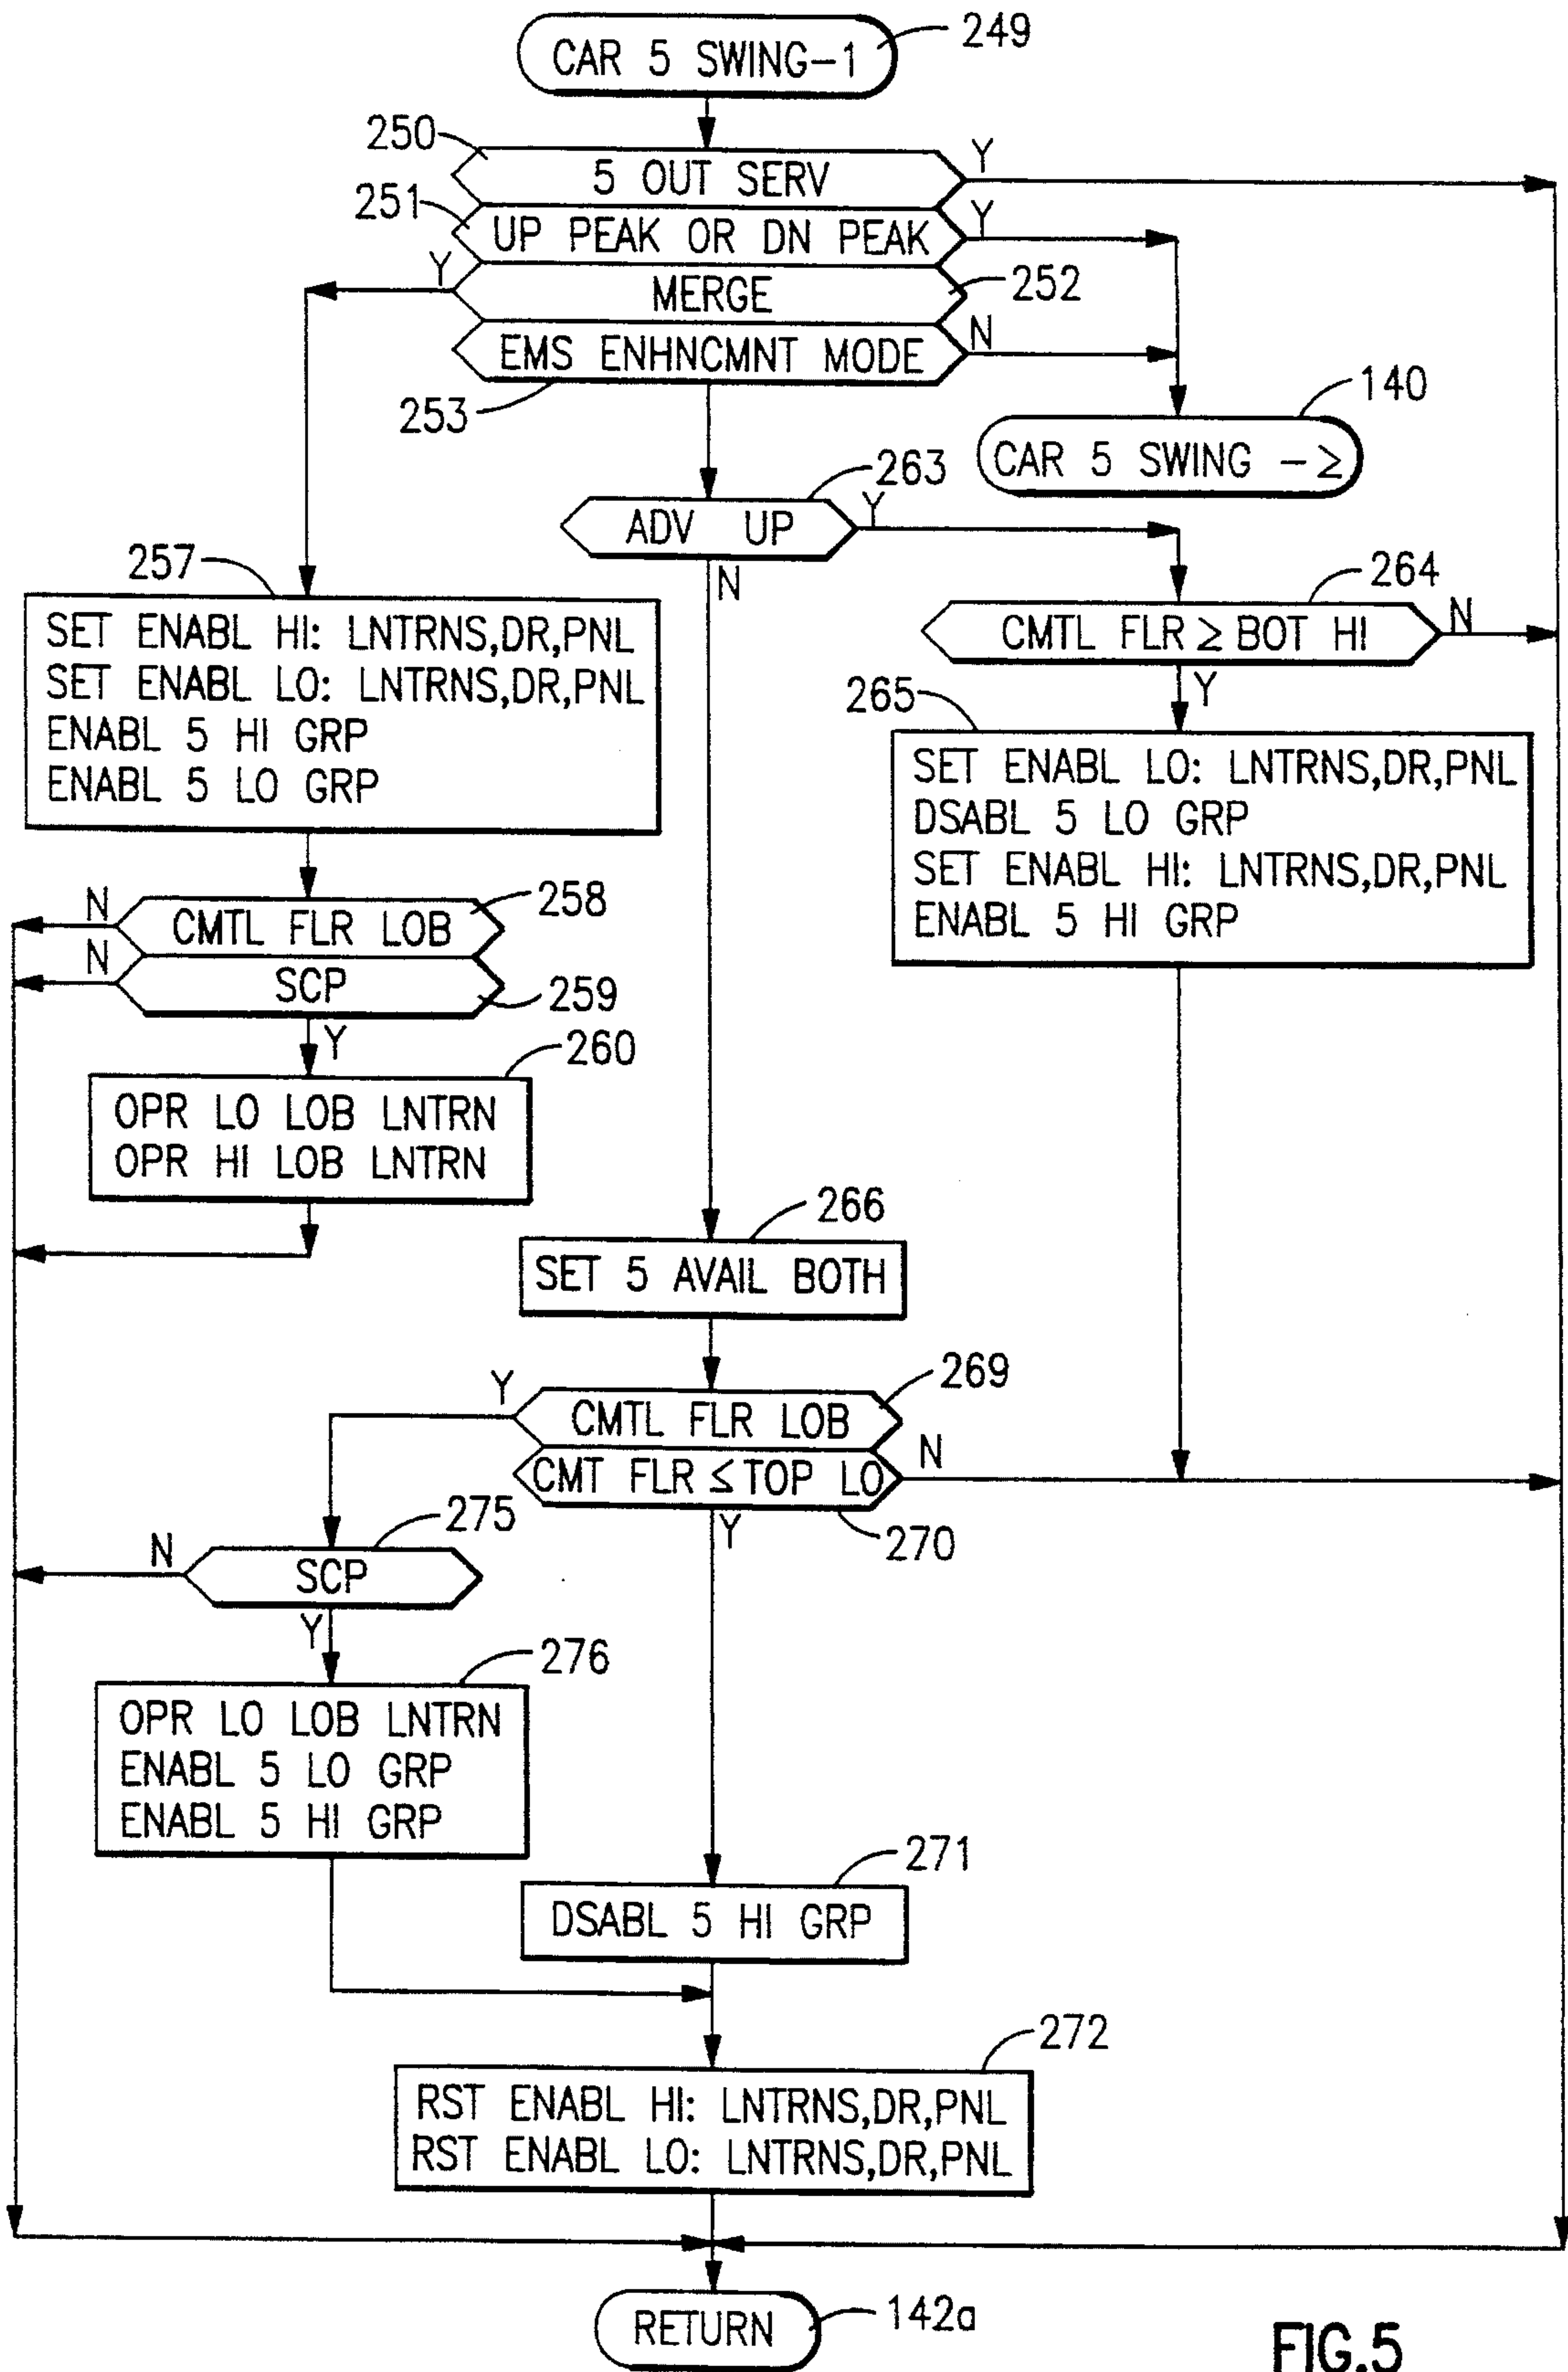 CAR 5 SWING-1
249
250
5 OUT SERV
Y
251
UP PEAK OR DN PEAK
Y
Y
MERGE
252
EMS ENHNCMNT MODE
N
253
140
CAR 5 SWING -≥
263
ADV UP
Y
N
257
SET ENABL HI: LNTRNS,DR,PNL
SET ENABL LO: LNTRNS,DR,PNL
ENABL 5 HI GRP
ENABL 5 LO GRP
264
CMTL FLR ≥ BOT HI
N
Y
265
SET ENABL LO: LNTRNS,DR,PNL
DSABL 5 LO GRP
SET ENABL HI: LNTRNS,DR,PNL
ENABL 5 HI GRP
N
CMTL FLR LOB
258
N
SCP
259
Y
260
OPR LO LOB LNTRN
OPR HI LOB LNTRN
266
SET 5 AVAIL BOTH
Y
269
CMTL FLR LOB
CMT FLR ≤ TOP LO
N
Y
270
275
N
SCP
Y
276
OPR LO LOB LNTRN
ENABL 5 LO GRP
ENABL 5 HI GRP
271
DSABL 5 HI GRP
272
RST ENABL HI: LNTRNS,DR,PNL
RST ENABL LO: LNTRNS,DR,PNL
RETURN
142a
FIG.5